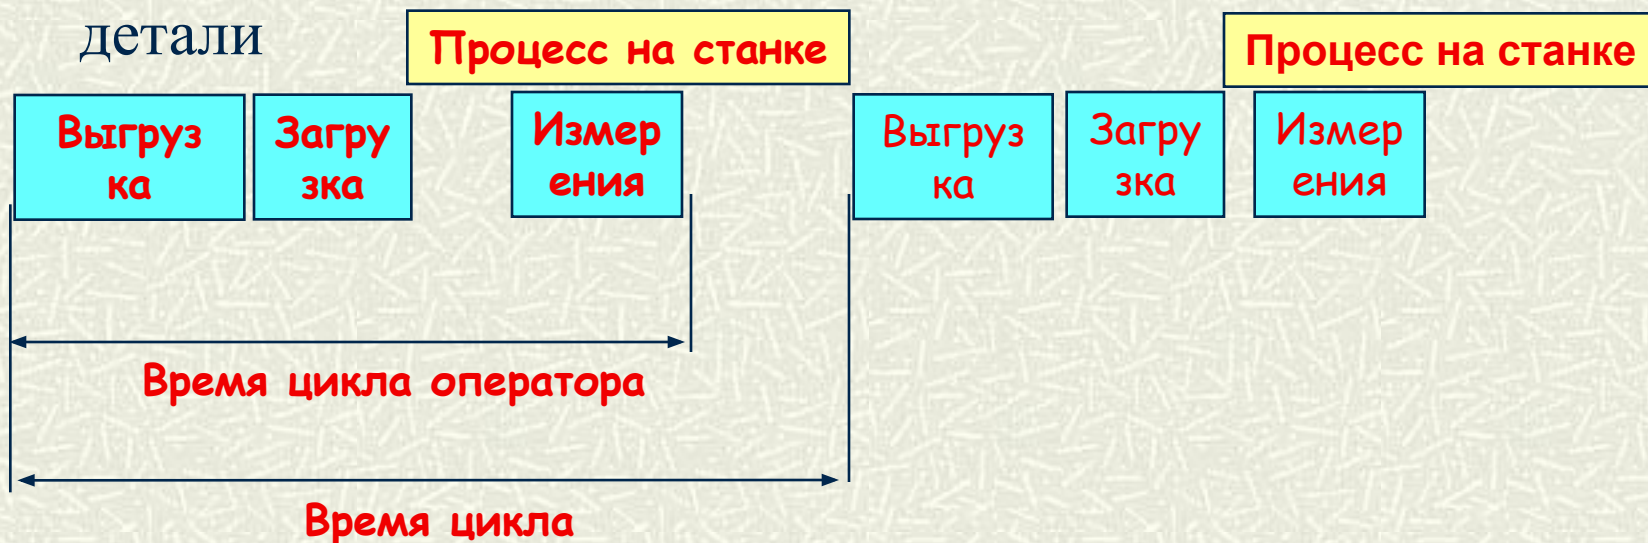 детали
Процесс на станке
Процесс на станке
Выгруз
ка
Загру
зка
Измер
ения
Выгруз
ка
Загру
зка
Измер
ения
Время цикла оператора
Время цикла